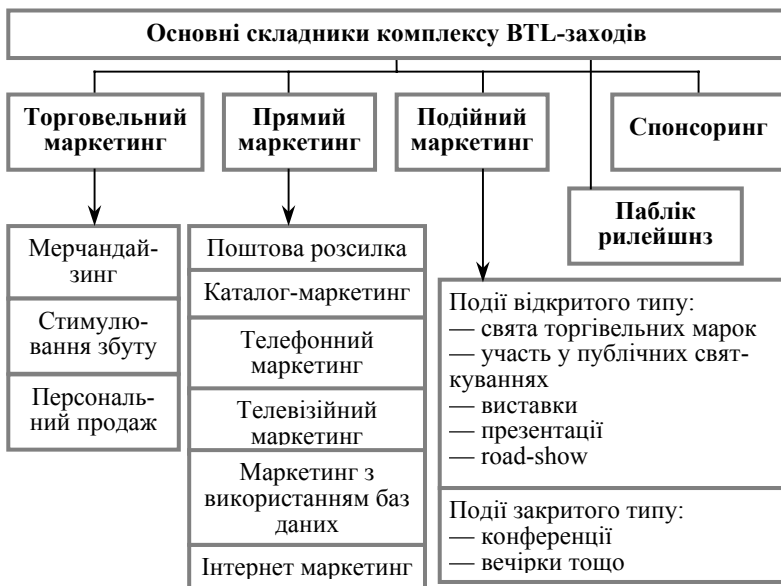 Основні складники комплексу BTL-заходів
Торговельний
маркетинг
Прямий
маркетинг
Подійний
маркетинг
Спонсоринг
Паблік
рилейшнз
Мерчандай-
зинг
Стимулю-
вання збуту
Персональ-
ний продаж
Поштова розсилка
Каталог-маркетинг
Телефонний
маркетинг
Телевізійний
маркетинг
Маркетинг з
використанням баз
даних
Інтернет маркетинг
Події відкритого типу:
— свята торгівельних марок
— участь у публічних свят-
куваннях
— виставки
— презентації
— road-show
Події закритого типу:
— конференції
— вечірки тощо